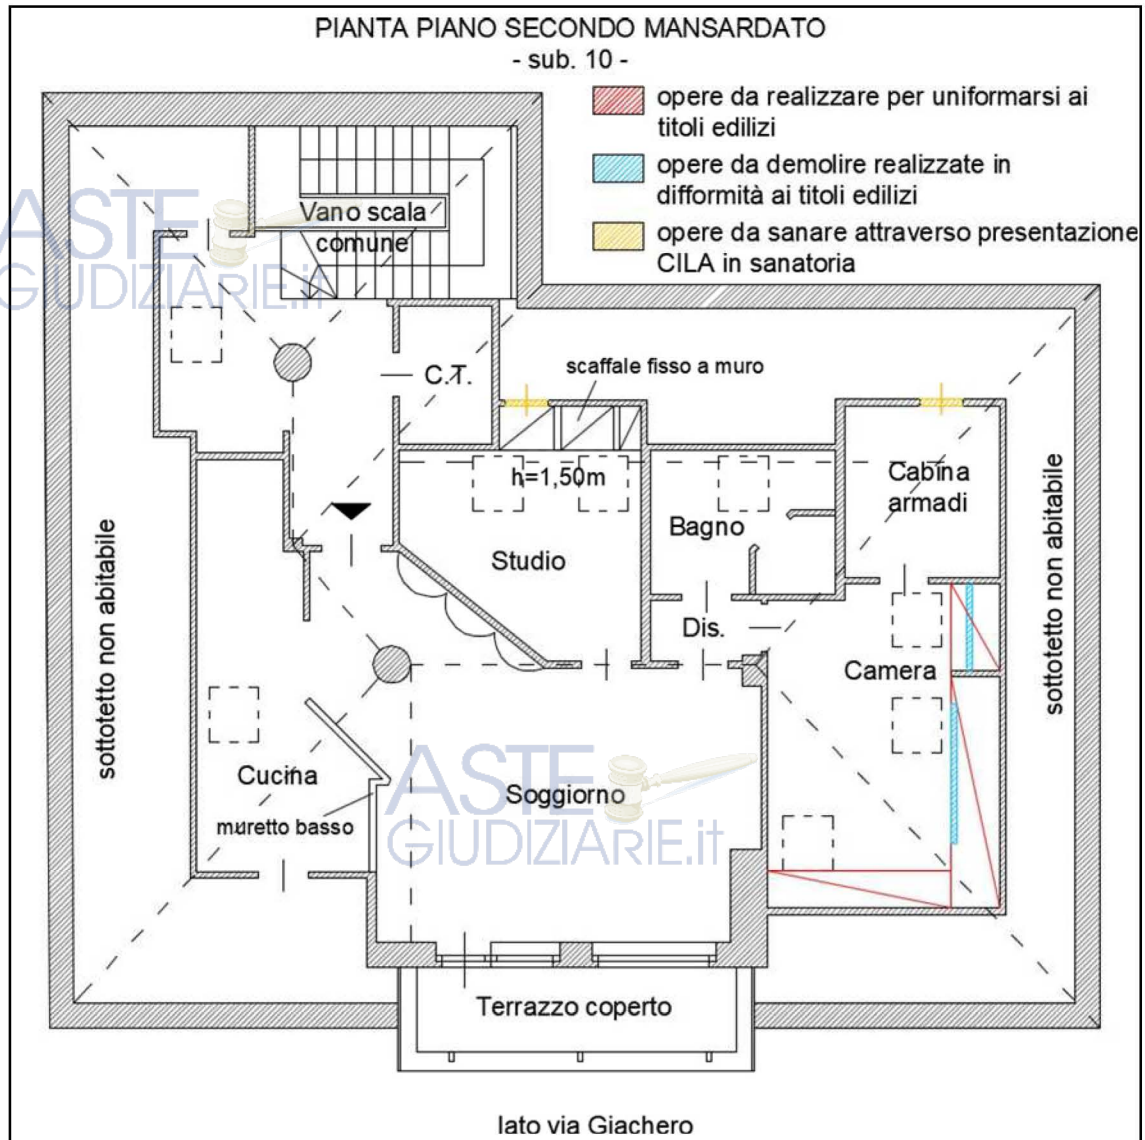 PIANTA PIANO SECONDO MANSARDATO
- sub. 10 -
opere da realizzare per uniformarsi ai
titoli edilizi
opere da demolire realizzate in
difformità ai titoli edilizi
opere da sanare attraverso presentazione
CILA in sanatoria
ASTE
GIUDIZIARIE.it
Vano scala
comune
C.T.
scaffale fisso a muro
h=1,50m
Studio
Bagno
Cabina
armadi
Dis.
Camera
sottotetto non abitabile
sottotetto non abitabile
Cucina
muretto basso
Soggiorno
ASTE
GIUDIZIARIE.it
Terrazzo coperto
lato via Giachero